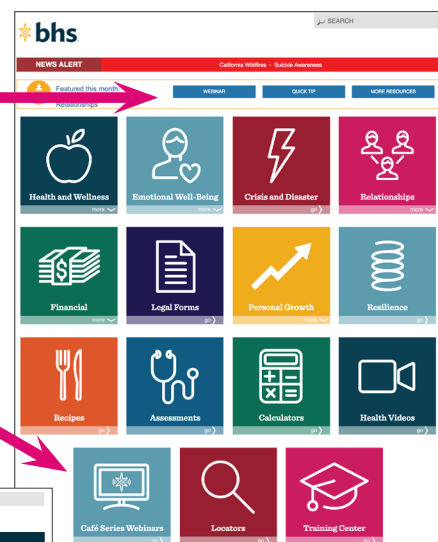 SEARCH
bhs
NEWS ALERT
California Wildfires - Suicide Awareness
Featured this month:
Relationships
WEBINAR
QUICK TIP
MORE RESOURCES
Health and Wellness
more
Emotional Well-Being
more
Crisis and Disaster
go
Relationships
more
$
Financial
more
Legal Forms
go
Personal Growth
more
Resilience
go
Recipes
go
Assessments
go
Calculators
go
Health Videos
go
Café Series Webinars
go
Locators
go
Training Center
go